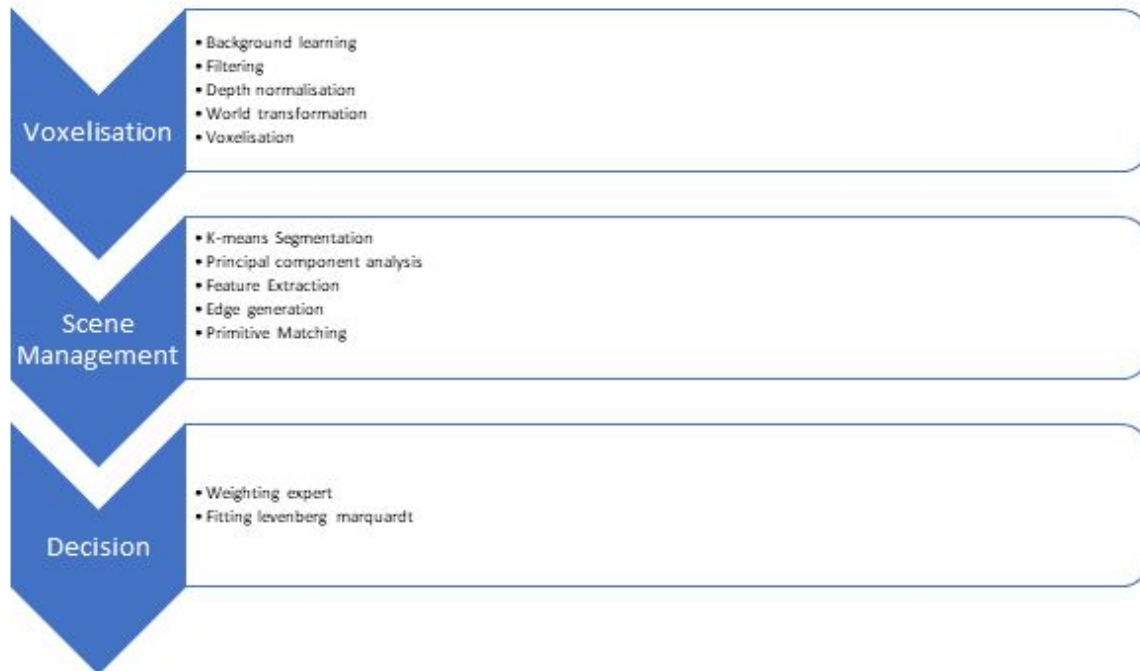 Voxelisation
• Background learning
• Filtering
• Depth normalisation
• World transformation
• Voxelisation
Scene
Management
• K-means Segmentation
• Principal component analysis
• Feature Extraction
• Edge generation
• Primitive Matching
Decision
• Weighting expert
• Fitting levenberg marquardt